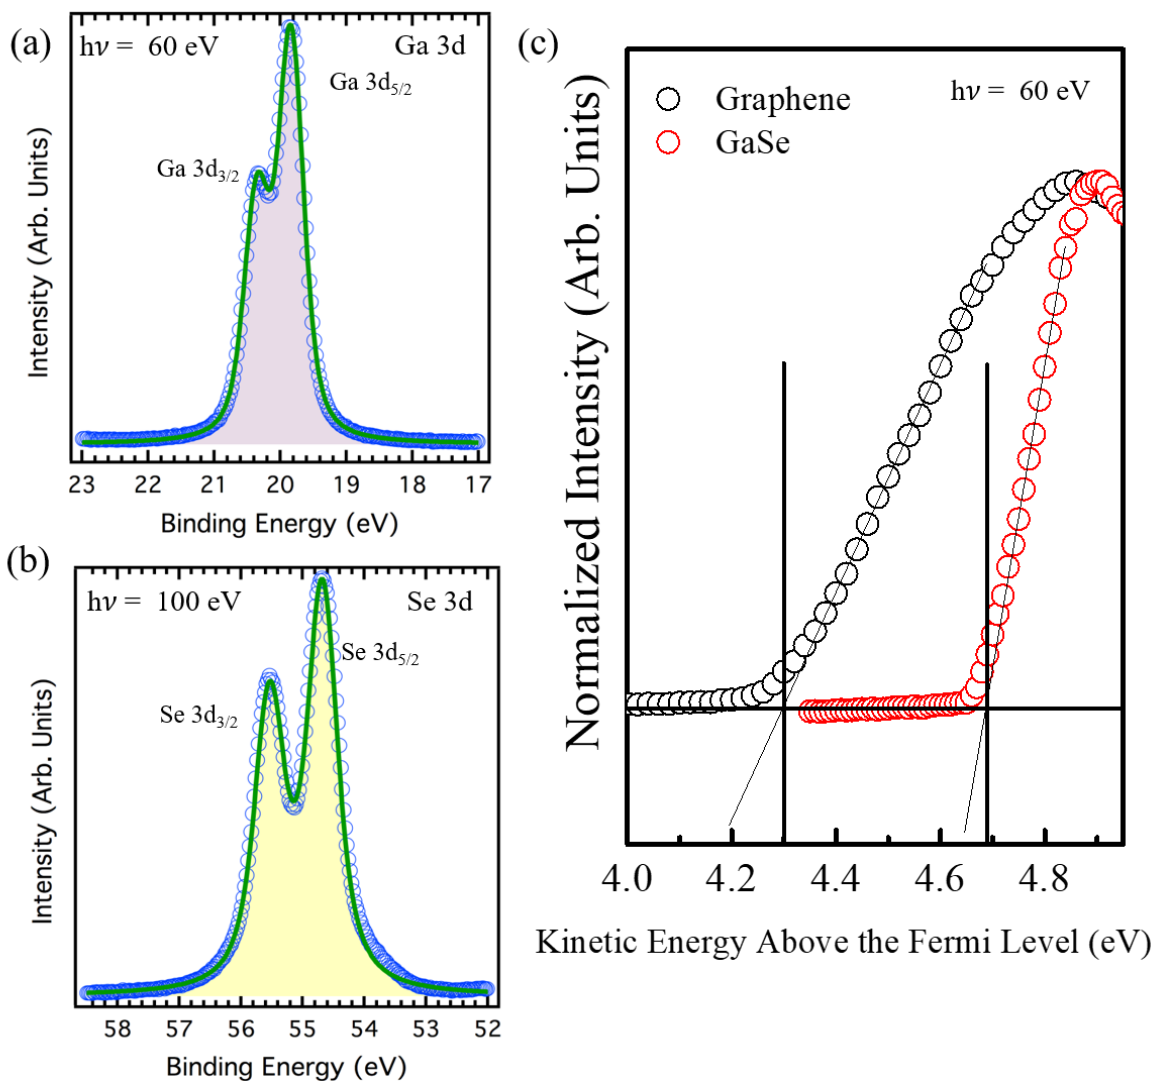 (a)
hν = 60 eV
Ga 3d
Ga 3d5/2
Ga 3d3/2
Intensity (Arb. Units)
23 22 21 20 19 18 17
Binding Energy (eV)
(b)
hν = 100 eV
Se 3d
Se 3d5/2
Se 3d3/2
Intensity (Arb. Units)
58 57 56 55 54 53 52
Binding Energy (eV)
(c)
hν = 60 eV
Graphene
GaSe
Normalized Intensity (Arb. Units)
4.0 4.2 4.4 4.6 4.8
Kinetic Energy Above the Fermi Level (eV)